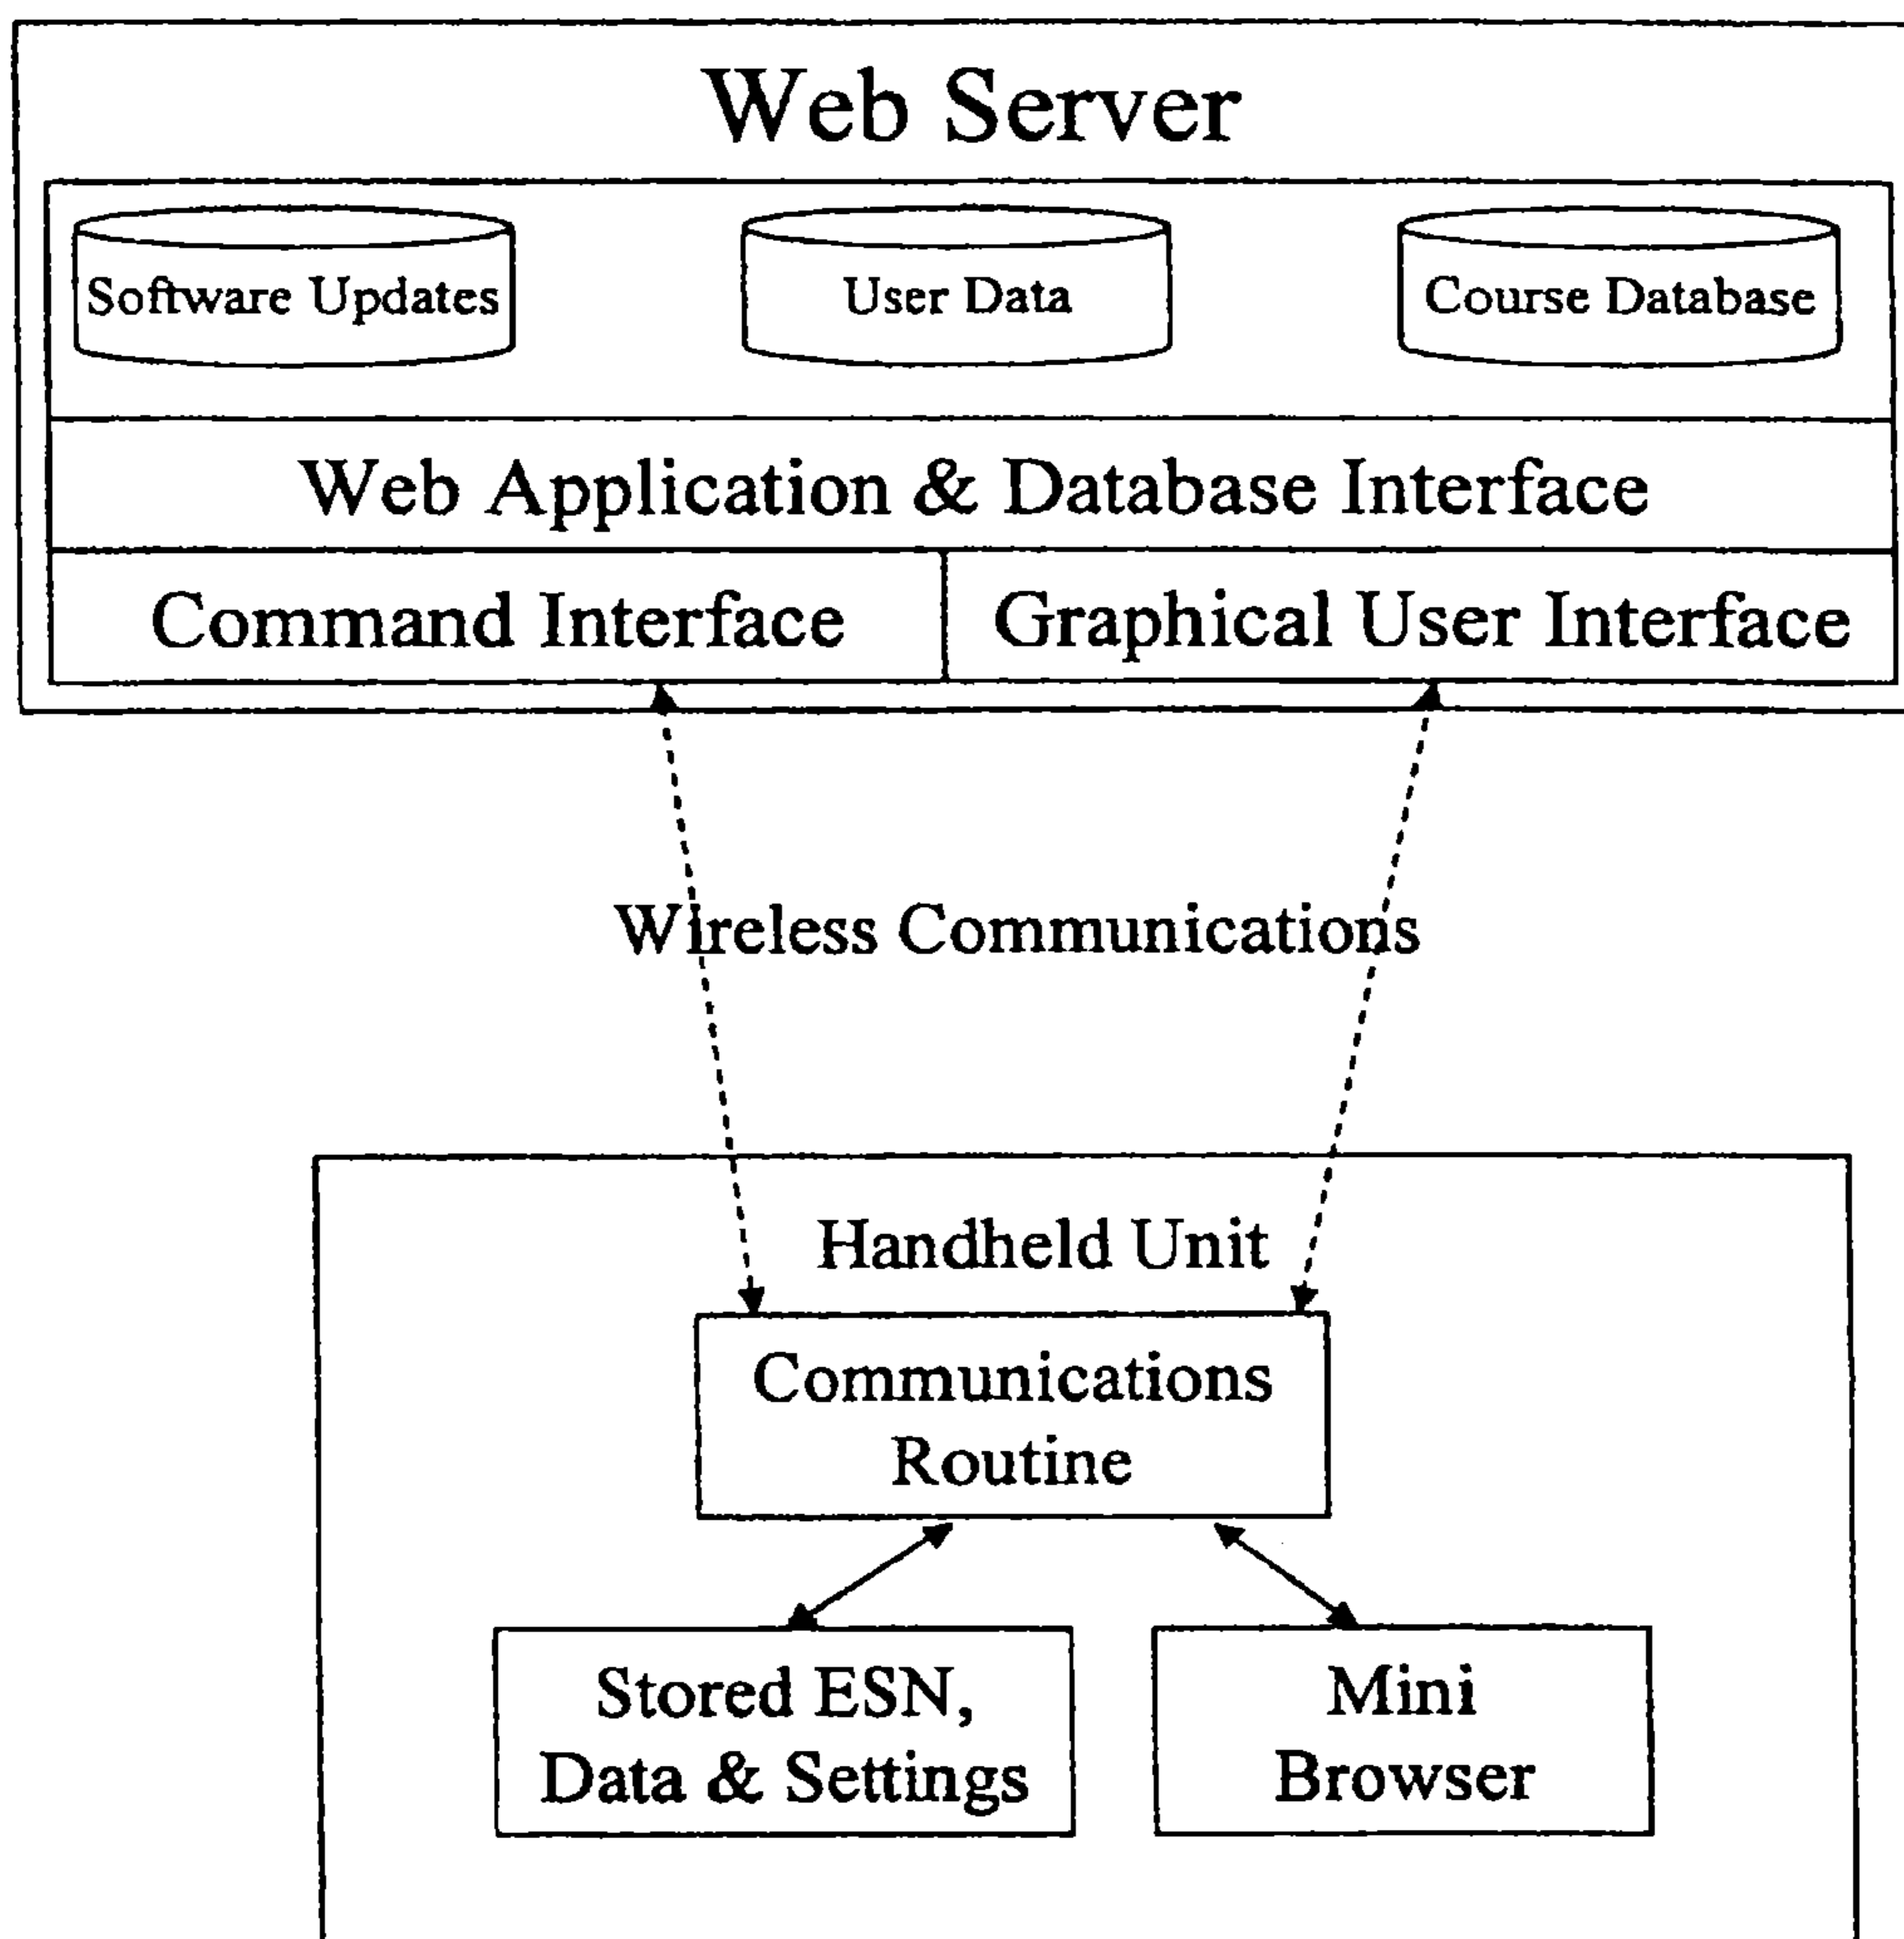 Web Server
Software Updates
User Data
Course Database
Web Application & Database Interface
Command Interface
Graphical User Interface
Wireless Communications
Handheld Unit
Communications
Routine
Stored ESN,
Data & Settings
Mini
Browser